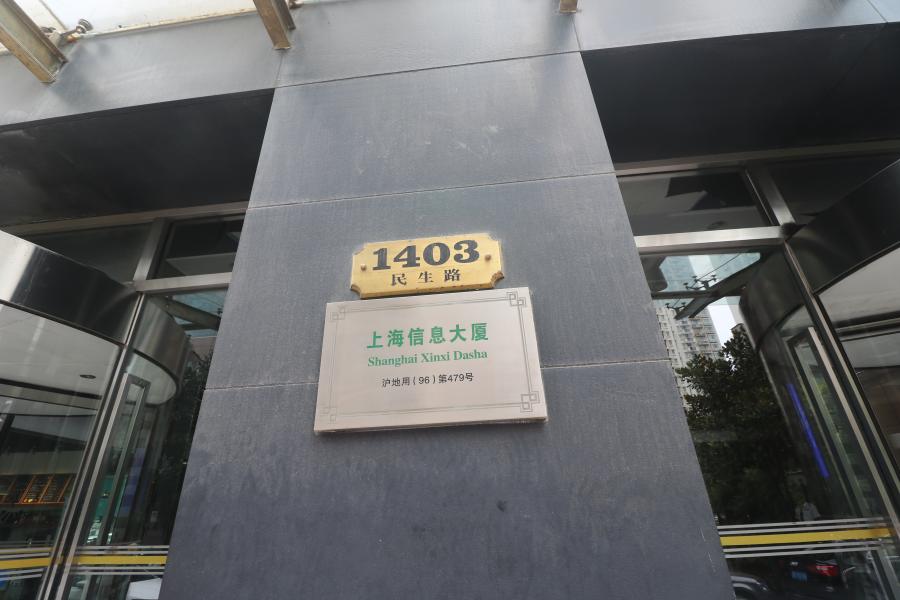 1403
民生路
上海信息大厦
Shanghai Xinxi Dasha
沪地用(96)第479号